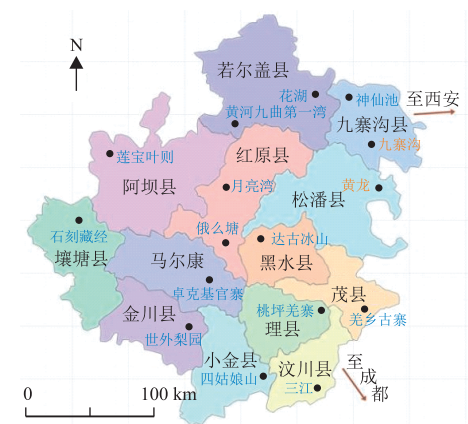 N
若尔盖县
花湖
神仙池
至西安
黄河九曲第一湾
九寨沟县
九寨沟
莲宝叶则
红原县
阿坝县
月亮湾
黄龙
松潘县
石刻藏经
俄么塘
达古冰山
壤塘县
马尔康
黑水县
卓克基官寨
茂县
金川县
桃坪羌寨
羌乡古寨
世外梨园
理县
小金县
汶川县
至成都
四姑娘山
三江
0 100 km